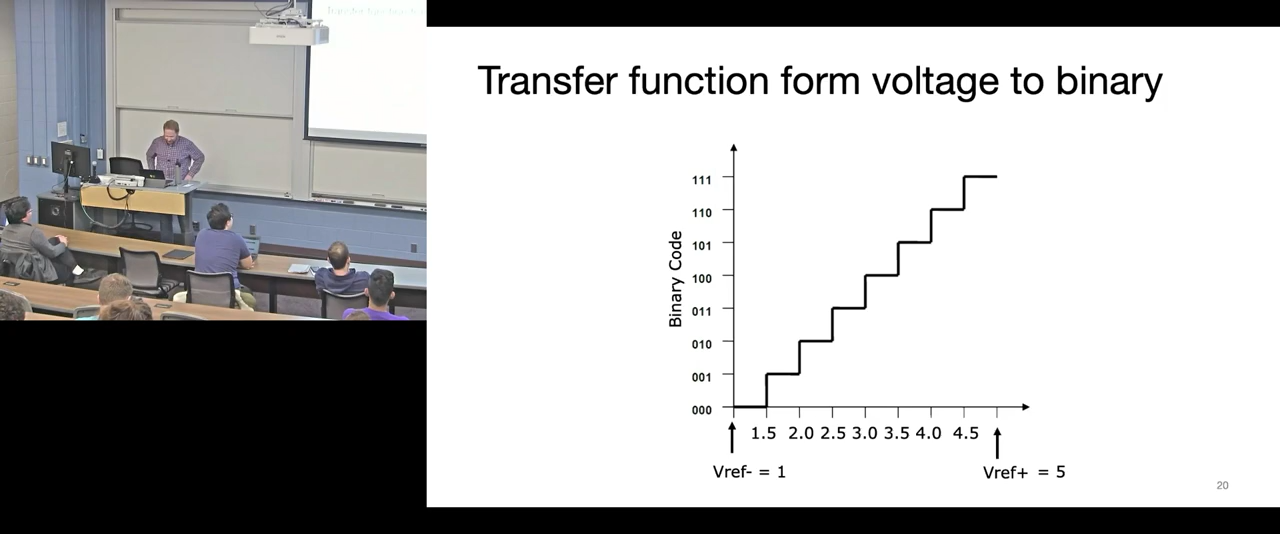 Transfer function form voltage to binary
111
110
101
100
011
010
001
000
Binary Code
1.5 2.0 2.5 3.0 3.5 4.0 4.5
Vref- = 1
Vref+ = 5
20